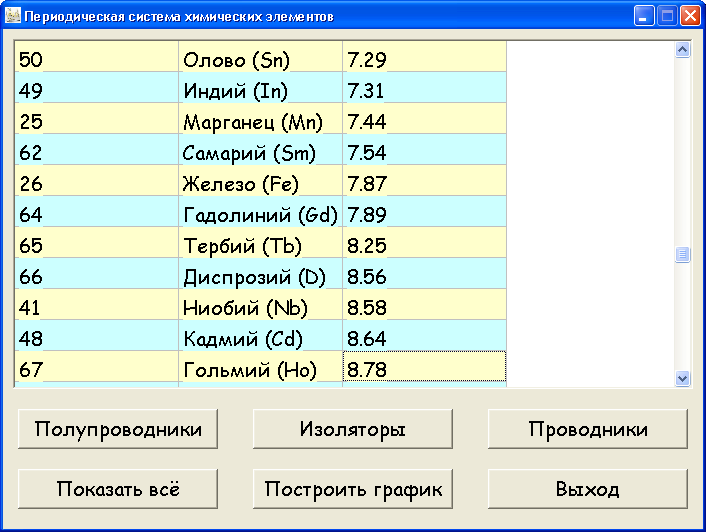 Периодическая система химических элементов
50 Олово (Sn) 7.29
49 Индий (In) 7.31
25 Марганец (Mn) 7.44
62 Самарий (Sm) 7.54
26 Железо (Fe) 7.87
64 Гадолиний (Gd) 7.89
65 Тербий (Tb) 8.25
66 Диспрозий (D) 8.56
41 Ниобий (Nb) 8.58
48 Кадмий (Cd) 8.64
67 Гольмий (Ho) 8.78
Полупроводники Изоляторы Проводники
Показать всё Построить график Выход